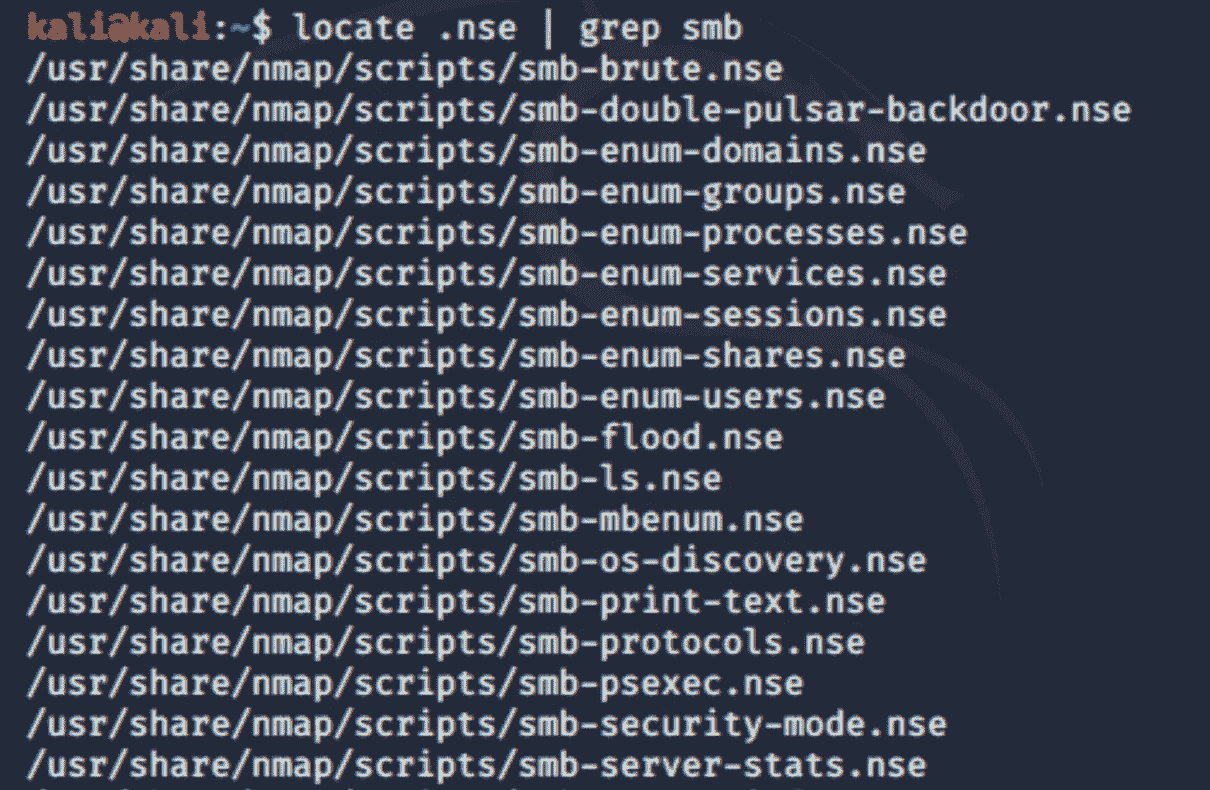 kali@kali:~$ locate .nse | grep smb
/usr/share/nmap/scripts/smb-brute.nse
/usr/share/nmap/scripts/smb-double-pulsar-backdoor.nse
/usr/share/nmap/scripts/smb-enum-domains.nse
/usr/share/nmap/scripts/smb-enum-groups.nse
/usr/share/nmap/scripts/smb-enum-processes.nse
/usr/share/nmap/scripts/smb-enum-services.nse
/usr/share/nmap/scripts/smb-enum-sessions.nse
/usr/share/nmap/scripts/smb-enum-shares.nse
/usr/share/nmap/scripts/smb-enum-users.nse
/usr/share/nmap/scripts/smb-flood.nse
/usr/share/nmap/scripts/smb-ls.nse
/usr/share/nmap/scripts/smb-mbenum.nse
/usr/share/nmap/scripts/smb-os-discovery.nse
/usr/share/nmap/scripts/smb-print-text.nse
/usr/share/nmap/scripts/smb-protocols.nse
/usr/share/nmap/scripts/smb-psexec.nse
/usr/share/nmap/scripts/smb-security-mode.nse
/usr/share/nmap/scripts/smb-server-stats.nse